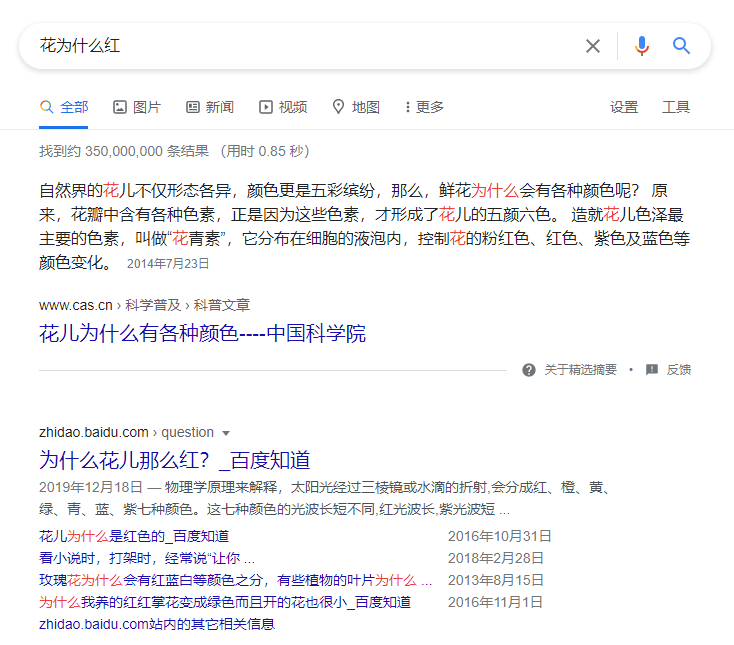 花为什么红
全部 图片 新闻 视频 地图 更多 设置 工具
找到约 350,000,000 条结果 （用时 0.85 秒）
自然界的花儿不仅形态各异，颜色更是五彩缤纷，那么，鲜花为什么会有各种颜色呢？ 原
来，花瓣中含有各种色素，正是因为这些色素，才形成了花儿的五颜六色。 造就花儿色泽最
主要的色素，叫做“花青素”，它分布在细胞的液泡内，控制花的粉红色、红色、紫色及蓝色等
颜色变化。 2014年7月23日
www.cas.cn › 科学普及 › 科普文章
花儿为什么有各种颜色----中国科学院
关于精选摘要 • 反馈
zhidao.baidu.com › question
为什么花儿那么红？_百度知道
2019年12月18日 — 物理学原理来解释，太阳光经过三棱镜或水滴的折射,会分成红、橙、黄、
绿、青、蓝、紫七种颜色。这七种颜色的光波长短不同,红光波长,紫光波短 ...
花儿为什么是红色的_百度知道 2016年10月31日
看小说时，打架时，经常说“让你 ... 2018年2月28日
玫瑰花为什么会有红蓝白等颜色之分，有些植物的叶片为什么 ... 2013年8月15日
为什么我养的红红掌花变成绿色而且开的花也很小_百度知道 2016年11月1日
zhidao.baidu.com站内的其它相关信息